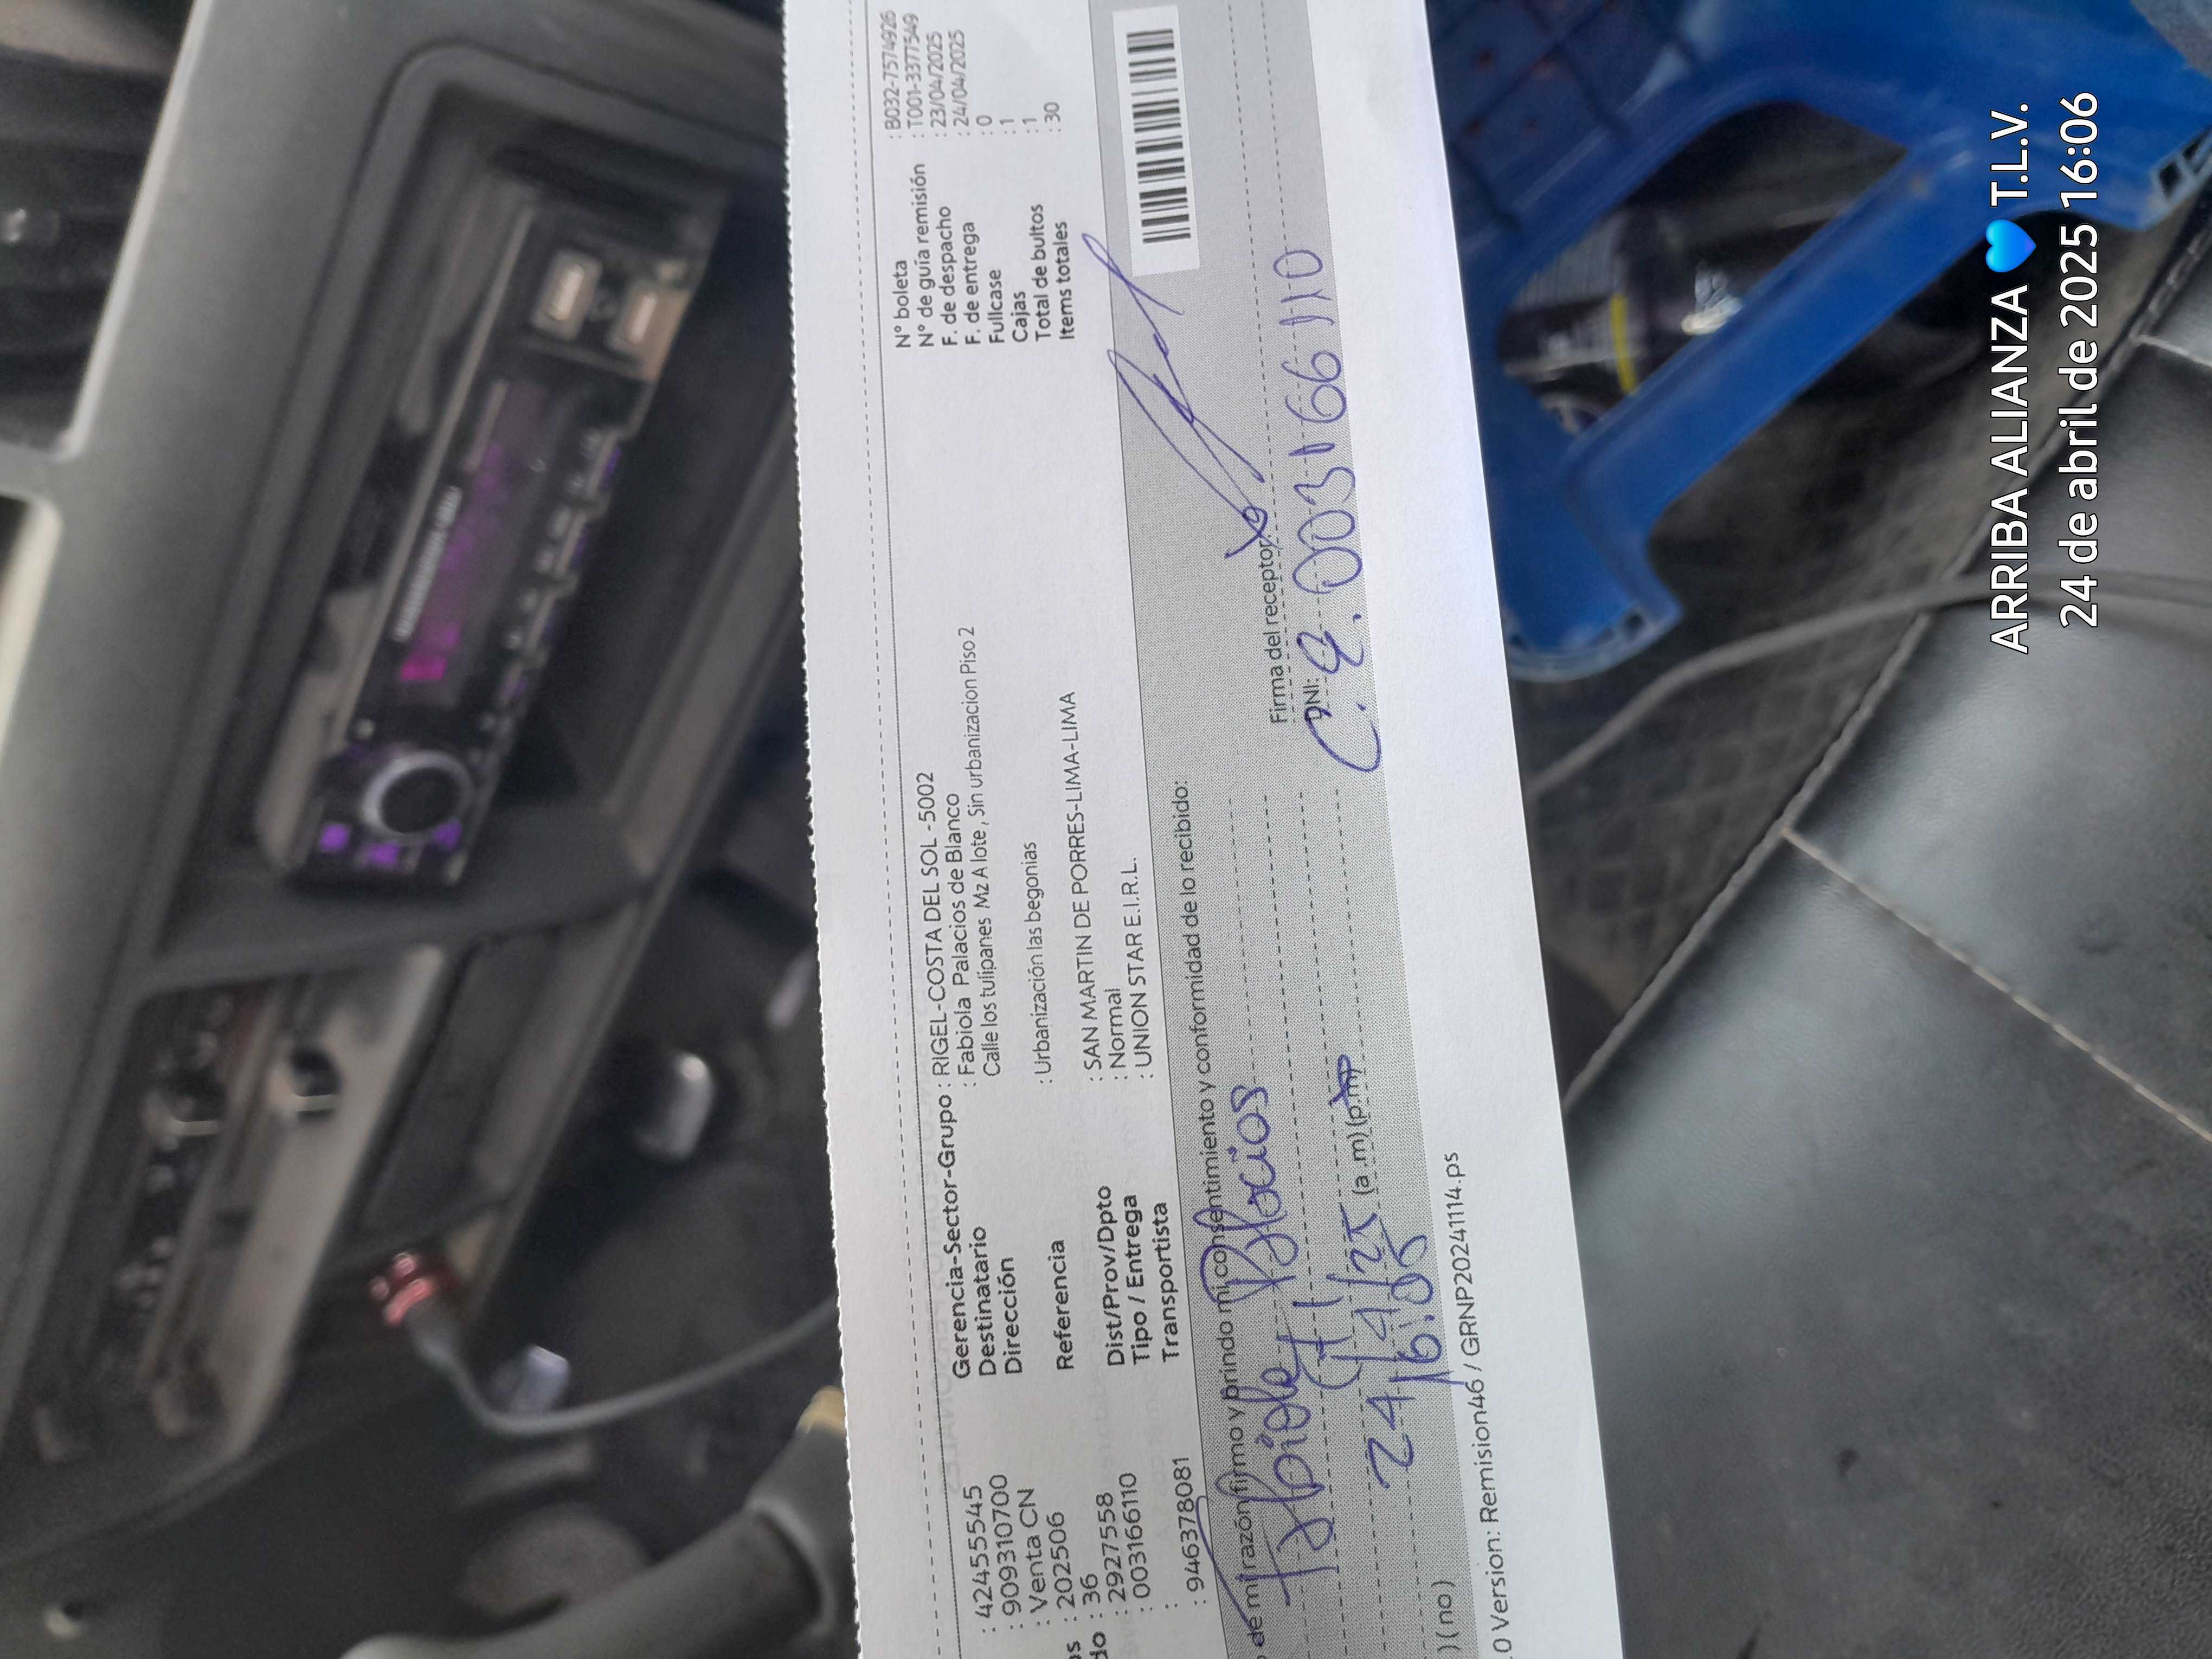 : 42455545
: 909310700
: Venta CN
: 202506
: 36
: 29277558
: 003166110
:
: 946378081
Gerencia-Sector-Grupo : RIGEL-COSTA DEL SOL -5002
Destinatario : Fabiola Palacios de Blanco
Dirección Calle los tulipanes Mz A lote , Sin urbanizacion Piso 2
Referencia : Urbanización las begonias
Dist/Prov/Dpto : SAN MARTIN DE PORRES-LIMA-LIMA
Tipo / Entrega : Normal
Transportista : UNION STAR E.I.R.L.
N° boleta : B032-7574926
N° de guía remisión : T001-3377549
F. de despacho : 23/04/2025
F. de entrega : 24/04/2025
Fullcase : 0
Cajas : 1
Total de bultos : 1
Items totales : 30
de mi razón firmo y brindo mi consentimiento y conformidad de lo recibido:
Fabiola Palacios
(T)
24/4/25
16:05 (a.m) (p.m)
Firma del receptor:
DNI: C.E. 003166110
) (no)
.0 Version: Remision46 / GRNP20241114.ps
ARRIBA ALIANZA 💙 T.L.V.
24 de abril de 2025 16:06